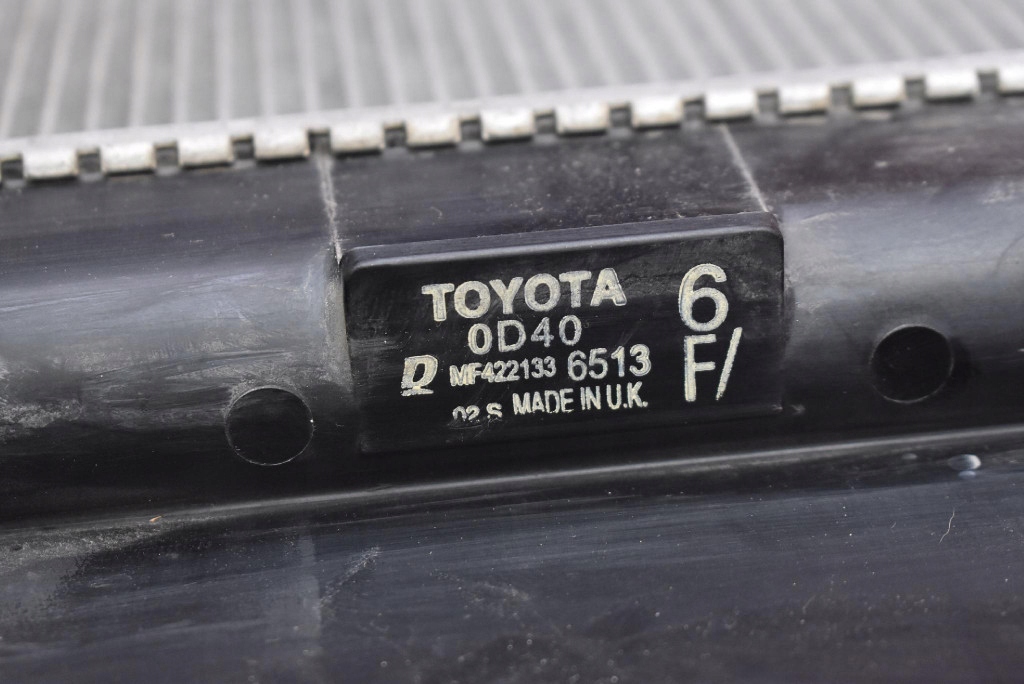 TOYOTA
0D40
MF422133 6513
02 S MADE IN U.K.
6
F/